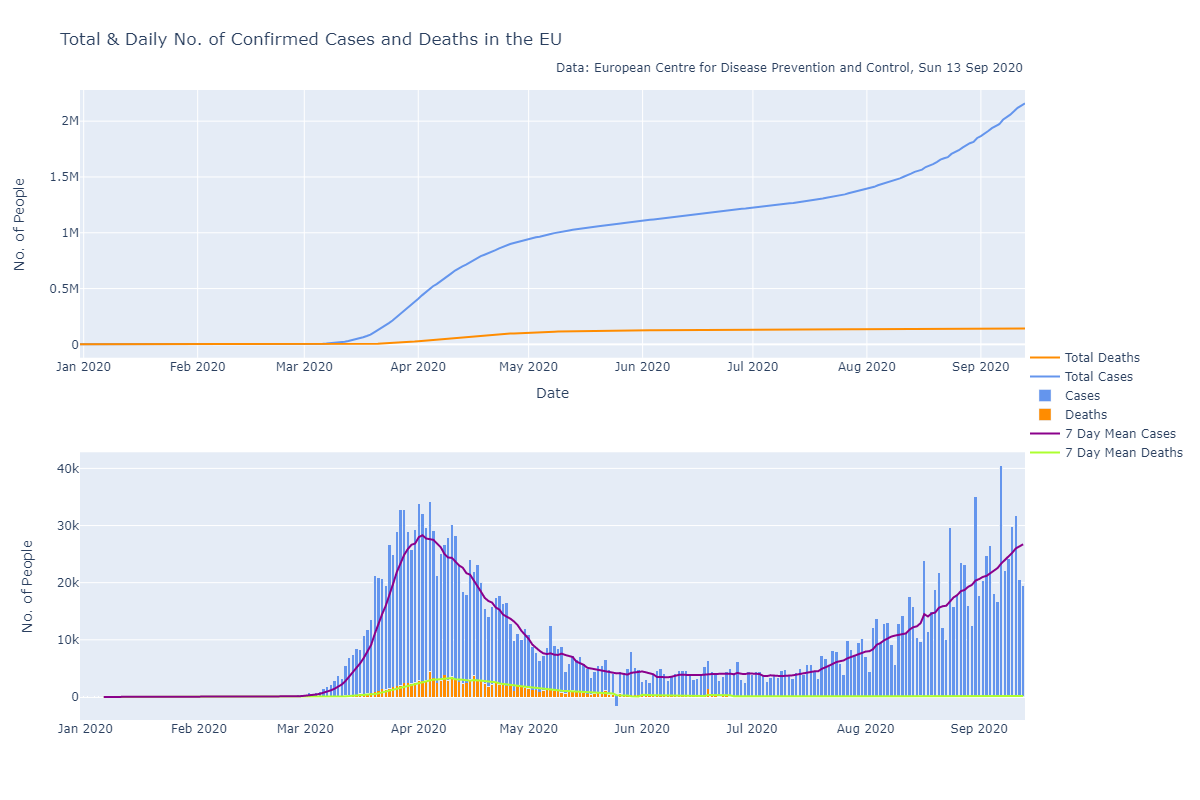 Total & Daily No. of Confirmed Cases and Deaths in the EU
Data: European Centre for Disease Prevention and Control, Sun 13 Sep 2020
No. of People
2M
1.5M
1M
0.5M
0
Jan 2020 Feb 2020 Mar 2020 Apr 2020 May 2020 Jun 2020 Jul 2020 Aug 2020 Sep 2020
Date
Total Deaths
Total Cases
Cases
Deaths
7 Day Mean Cases
7 Day Mean Deaths
No. of People
40k
30k
20k
10k
0
Jan 2020 Feb 2020 Mar 2020 Apr 2020 May 2020 Jun 2020 Jul 2020 Aug 2020 Sep 2020